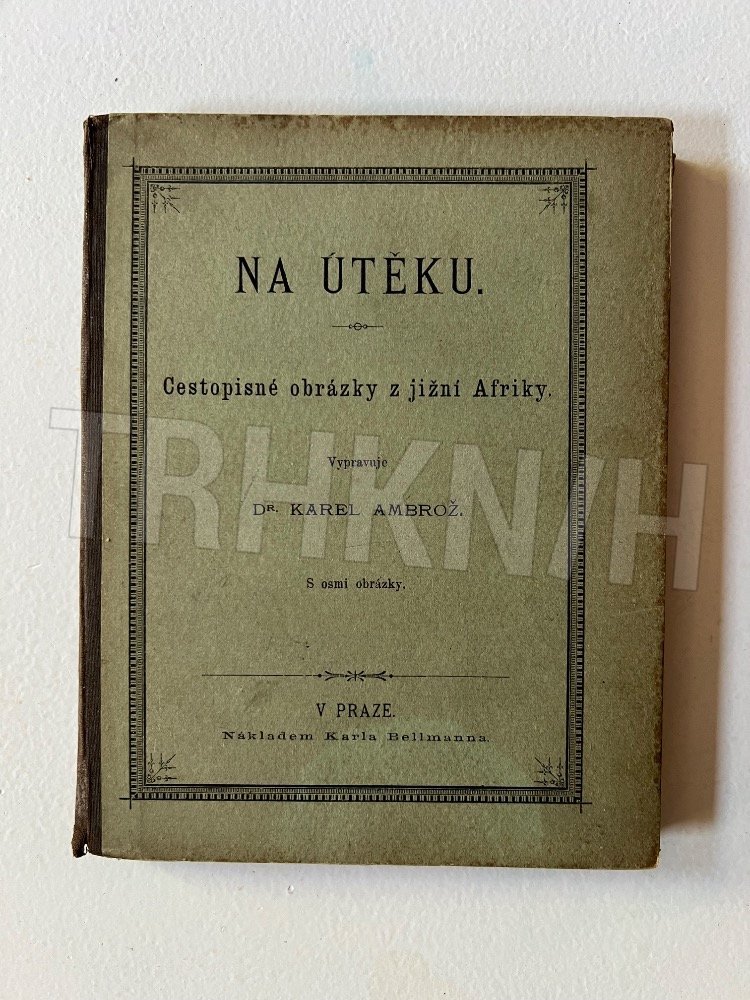 NA ÚTĚKU.
Cestopisné obrázky z jižní Afriky.
Vypravuje
DR. KAREL AMBROŽ.
S osmi obrázky.
V PRAZE.
Nákladem Karla Bellmanna.
TRHKNIH